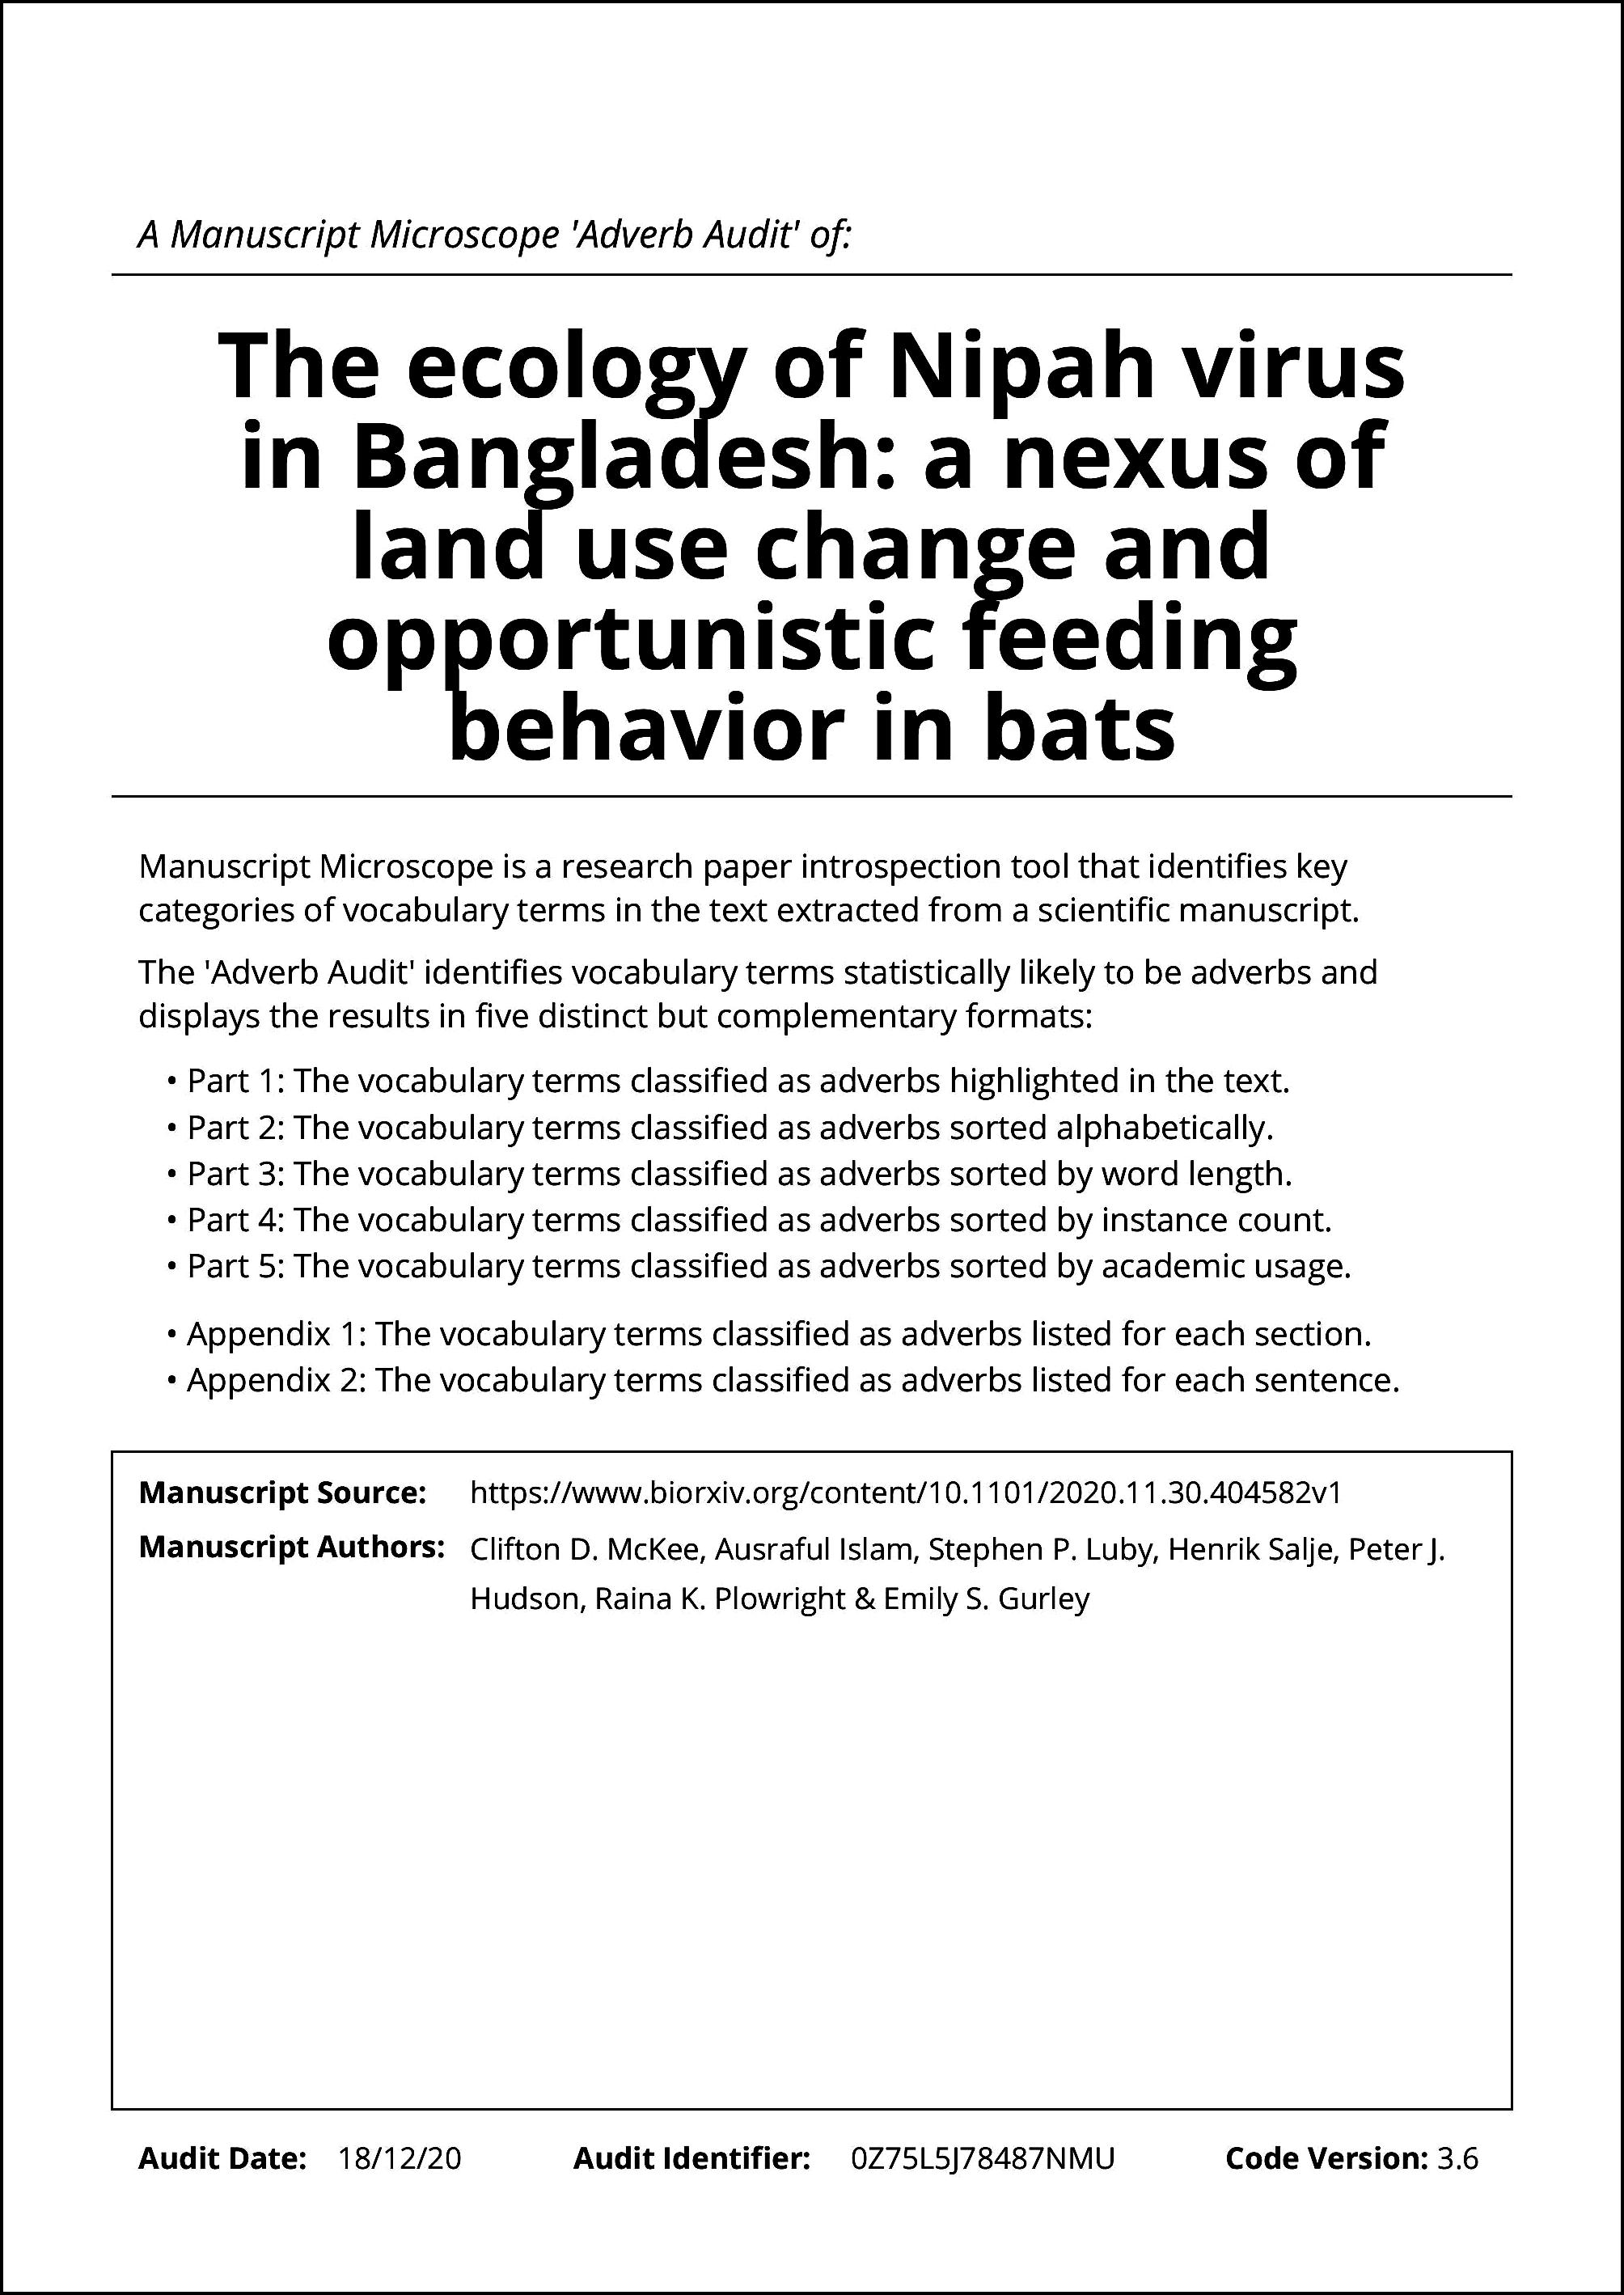 A Manuscript Microscope 'Adverb Audit' of:
The ecology of Nipah virus
in Bangladesh: a nexus of
land use change and
opportunistic feeding
behavior in bats
Manuscript Microscope is a research paper introspection tool that identifies key
categories of vocabulary terms in the text extracted from a scientific manuscript.
The 'Adverb Audit' identifies vocabulary terms statistically likely to be adverbs and
displays the results in five distinct but complementary formats:
• Part 1: The vocabulary terms classified as adverbs highlighted in the text.
• Part 2: The vocabulary terms classified as adverbs sorted alphabetically.
• Part 3: The vocabulary terms classified as adverbs sorted by word length.
• Part 4: The vocabulary terms classified as adverbs sorted by instance count.
• Part 5: The vocabulary terms classified as adverbs sorted by academic usage.
• Appendix 1: The vocabulary terms classified as adverbs listed for each section.
• Appendix 2: The vocabulary terms classified as adverbs listed for each sentence.
Manuscript Source: https://www.biorxiv.org/content/10.1101/2020.11.30.404582v1
Manuscript Authors: Clifton D. McKee, Ausraful Islam, Stephen P. Luby, Henrik Salje, Peter J.
Hudson, Raina K. Plowright & Emily S. Gurley
Audit Date: 18/12/20 Audit Identifier: 0Z75L5J78487NMU Code Version: 3.6